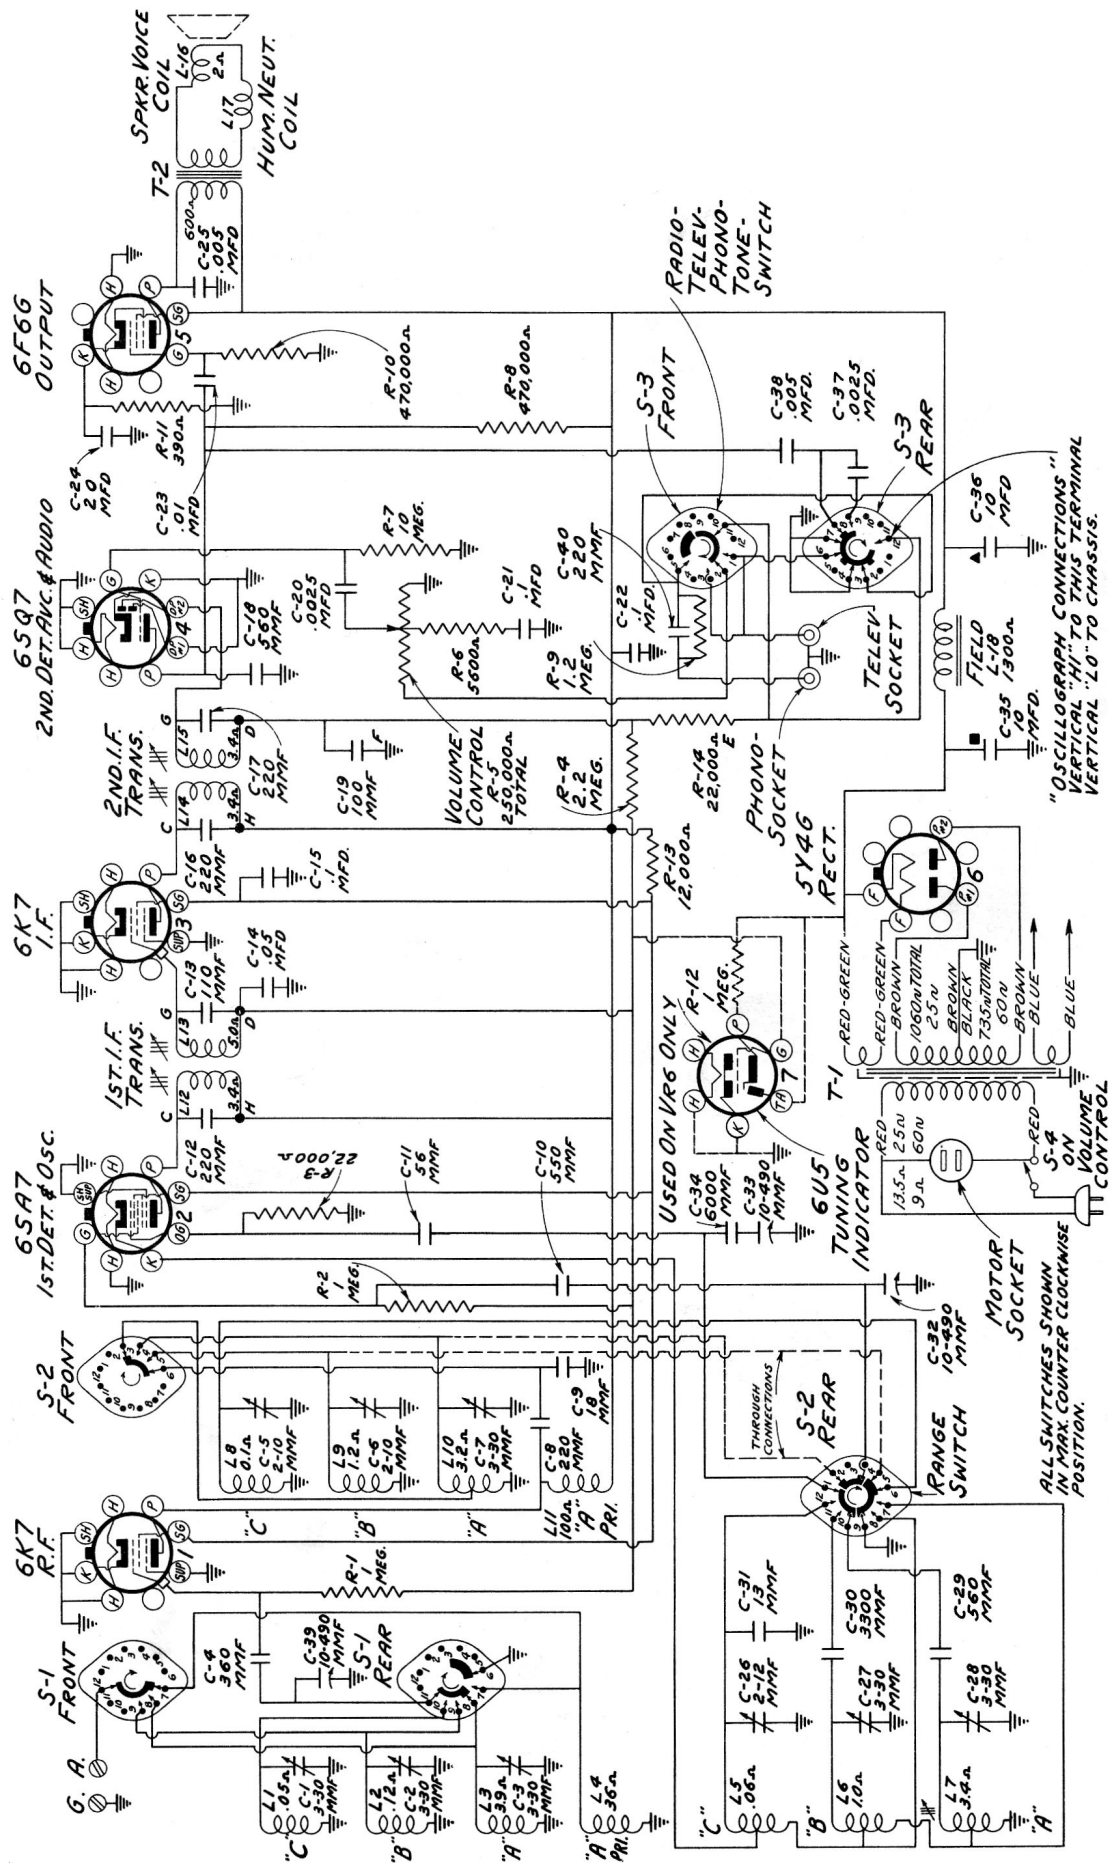 G. A.
S-1
FRONT
6K7
R.F.
S-2
FRONT
6SA7
1ST.DET.&OSC.
1ST.I.F.
TRANS.
6K7
I.F.
2ND.I.F.
TRANS.
6SQ7
2ND.DET.AVC.& AUDIO
6F6G
OUTPUT
T-2
SPKR.VOICE
COIL
L-16
2Ω
L17
HUM.NEUT.
COIL
600Ω
C-25
.005
MFD
C-24
20
MFD
R-11
390Ω
C-23
.01
MFD
R-10
470,000Ω
R-8
470,000Ω
R-7
10
MEG.
C-20
.0025
MFD
C-18
560
MMF
C-21
.1
MFD
R-6
5600Ω
VOLUME
CONTROL
R-5
250,000Ω
TOTAL
L15
3.4Ω
G
D
C-17
220
MMF
C-19
100
MMF
F
L14
3.4Ω
C
H
C-16
220
MMF
C-15
.1
MFD.
L13
5.0Ω
G
D
C-13
110
MMF
C-14
.05
MFD
L12
3.4Ω
C
H
C-12
220
MMF
R-3
22,000Ω
C-11
56
MMF
C-10
550
MMF
R-2
1
MEG.
R-1
1
MEG.
C-4
360
MMF
C-39
10-490
MMF
S-1
REAR
L1
.05Ω
C-1
3-30
MMF
"C"
L2
.12Ω
C-2
3-30
MMF
"B"
L3
3.9Ω
C-3
3-30
MMF
"A"
L4
36Ω
"A"
PRI.
L8
0.1Ω
C-5
2-10
MMF
"C"
L9
1.2Ω
C-6
2-10
MMF
"B"
L10
3.2Ω
C-7
3-30
MMF
"A"
L11
100Ω
"A"
PRI.
C-8
220
MMF
C-9
18
MMF
R-4
2.2
MEG.
R-13
12,000Ω
R-14
22,000Ω
E
R-9
1.2
MEG.
C-22
.1
MFD.
C-40
220
MMF
S-3
FRONT
RADIO-
TELEV-
PHONO-
TONE-
SWITCH
C-38
.005
MFD.
C-37
.0025
MFD.
S-3
REAR
TELEV
SOCKET
PHONO-
SOCKET
USED ON VR6 ONLY
R-12
1
MEG.
6U5
TUNING
INDICATOR
C-34
6000
MMF
C-33
10-490
MMF
C-32
10-490
MMF
THROUGH
CONNECTIONS
S-2
REAR
RANGE
SWITCH
L5
.06Ω
"C"
C-26
2-12
MMF
C-31
13
MMF
L6
1.0Ω
"B"
C-27
3-30
MMF
C-30
3300
MMF
L7
3.4Ω
"A"
C-28
3-30
MMF
C-29
560
MMF
ALL SWITCHES SHOWN
IN MAX. COUNTER CLOCKWISE
POSITION.
MOTOR
SOCKET
RED
13.5Ω 25~
9Ω 60~
RED
S-4
ON
VOLUME
CONTROL
T-1
RED-GREEN
RED-GREEN
BROWN
1060Ω TOTAL
25~
BROWN
BLACK
735Ω TOTAL
60~
BROWN
BLUE
BLUE
5Y4G
RECT.
C-35
10
MFD.
FIELD
L-18
1300Ω
C-36
10
MFD
"OSCILLOGRAPH CONNECTIONS"
VERTICAL "HI" TO THIS TERMINAL
VERTICAL "LO" TO CHASSIS.